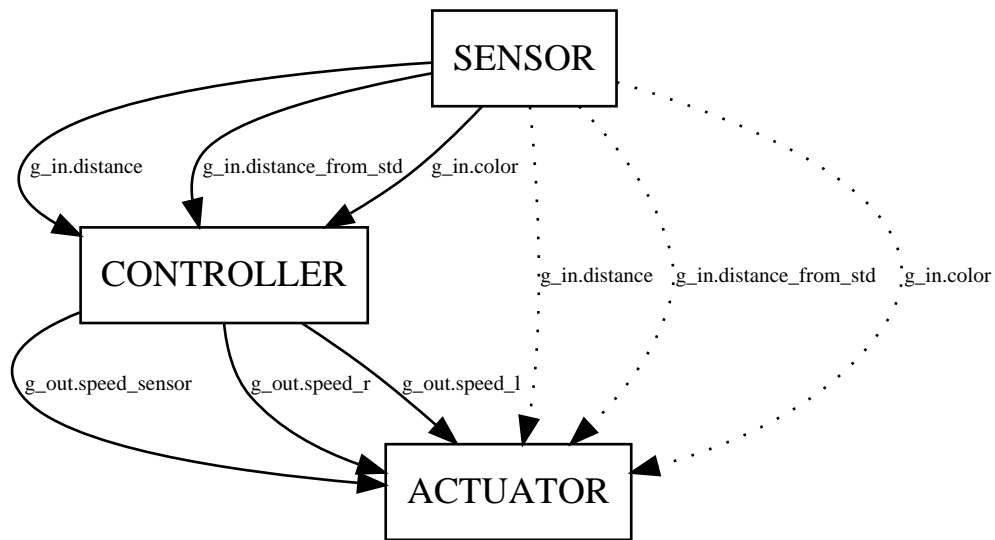 SENSOR
g_in.distance
g_in.distance_from_std
g_in.color
CONTROLLER
g_in.distance
g_in.distance_from_std
g_in.color
g_out.speed_sensor
g_out.speed_r
g_out.speed_l
ACTUATOR